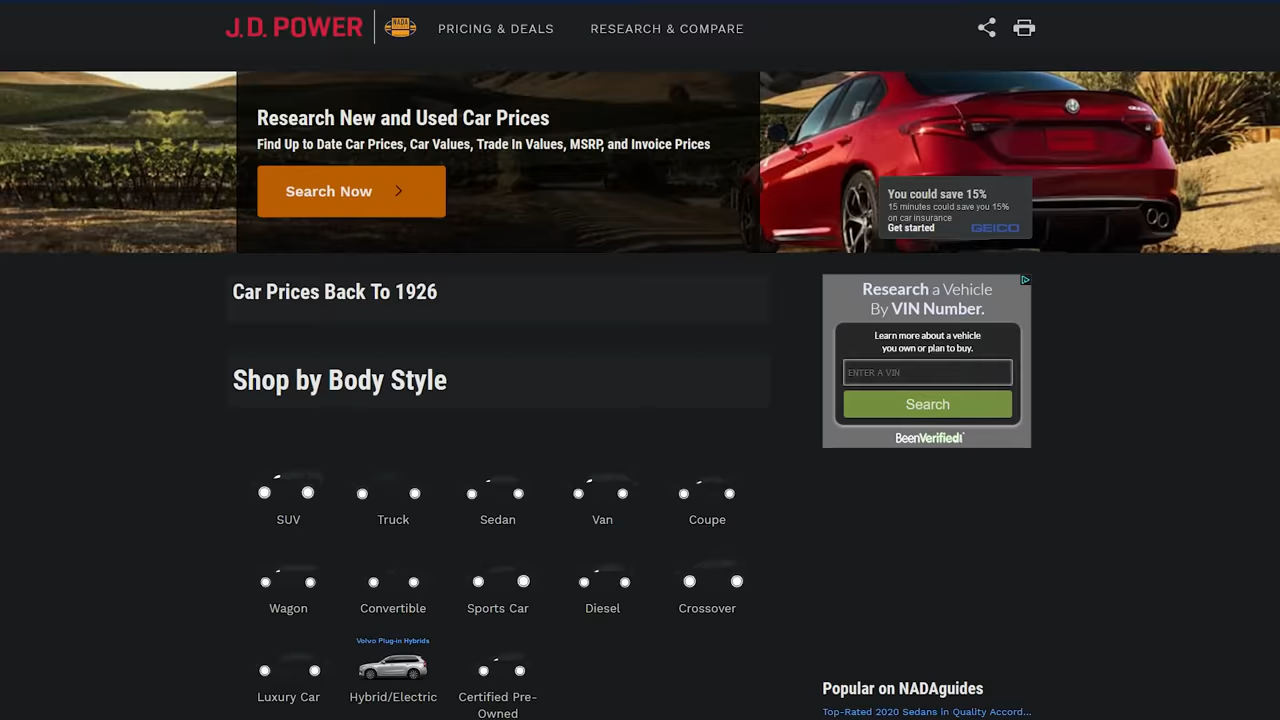 J.D. POWER
NADA
PRICING & DEALS
RESEARCH & COMPARE
Research New and Used Car Prices
Find Up to Date Car Prices, Car Values, Trade In Values, MSRP, and Invoice Prices
Search Now
You could save 15%
15 minutes could save you 15%
on car insurance
Get started
GEICO
Car Prices Back To 1926
Research a Vehicle
By VIN Number.
Learn more about a vehicle
you own or plan to buy.
ENTER A VIN
Search
BeenVerified!
Shop by Body Style
SUV
Truck
Sedan
Van
Coupe
Wagon
Convertible
Sports Car
Diesel
Crossover
Volvo Plug-in Hybrids
Luxury Car
Hybrid/Electric
Certified Pre-
Owned
Popular on NADAguides
Top-Rated 2020 Sedans in Quality Accord...